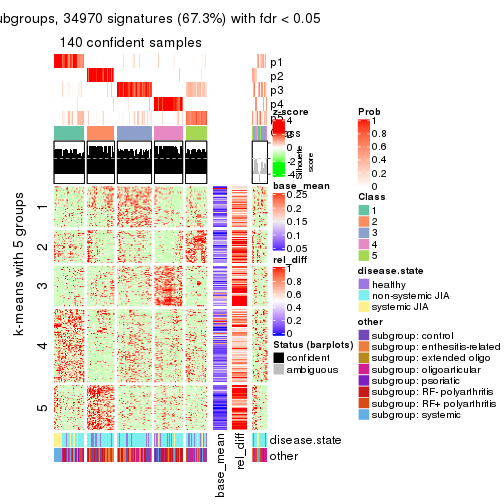 ubgroups, 34970 signatures (67.3%) with fdr < 0.05
140 confident samples
p1
p2
p3
p4
p5
Class
z-score
4
2
0
-2
-4
Silhouette
score
k-means with 5 groups
1
2
3
4
5
base_mean
0.25
0.2
0.15
0.1
0.05
rel_diff
1
0.8
0.6
0.4
0.2
0
Status (barplots)
confident
ambiguous
Prob
1
0.8
0.6
0.4
0.2
0
Class
1
2
3
4
5
disease.state
healthy
non-systemic JIA
systemic JIA
other
subgroup: control
subgroup: enthesitis-related
subgroup: extended oligo
subgroup: oligoarticular
subgroup: psoriatic
subgroup: RF- polyarthritis
subgroup: RF+ polyarthritis
subgroup: systemic
disease.state
other
base_mean
rel_diff